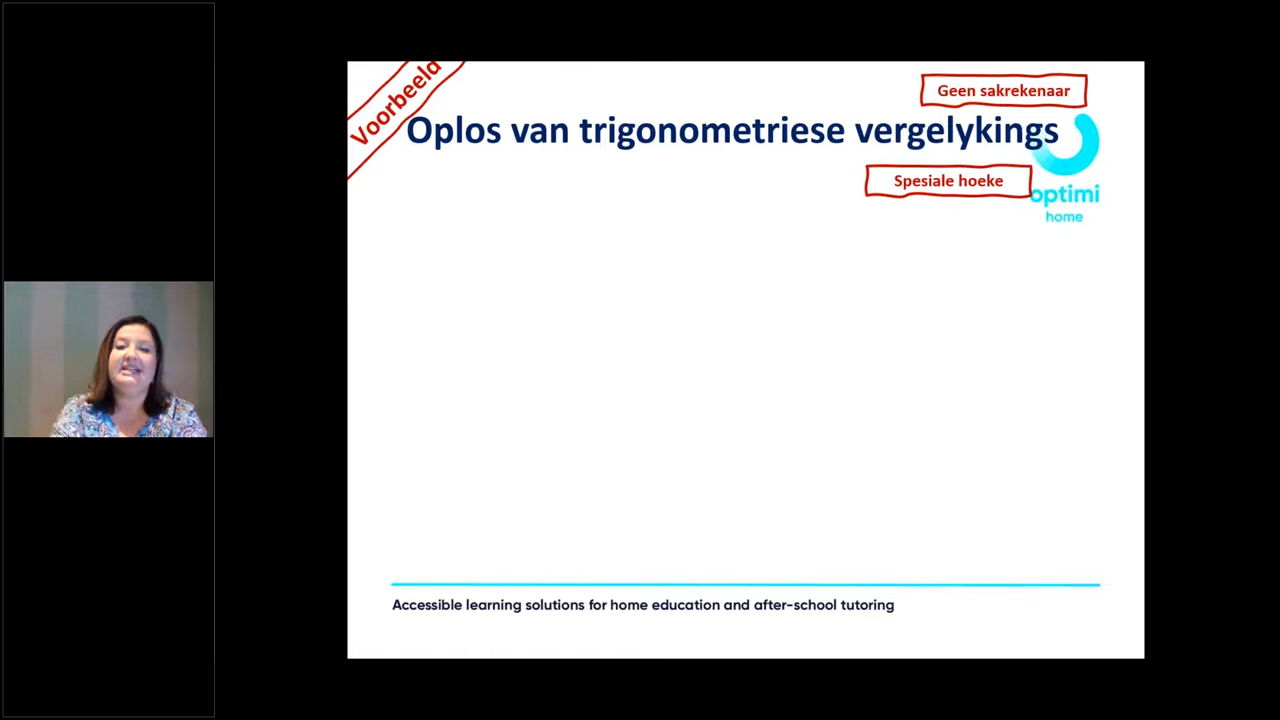 Voorbeeld
Geen sakrekenaar
Oplos van trigonometriese vergelykings
Spesiale hoeke
optimi
home
Accessible learning solutions for home education and after-school tutoring